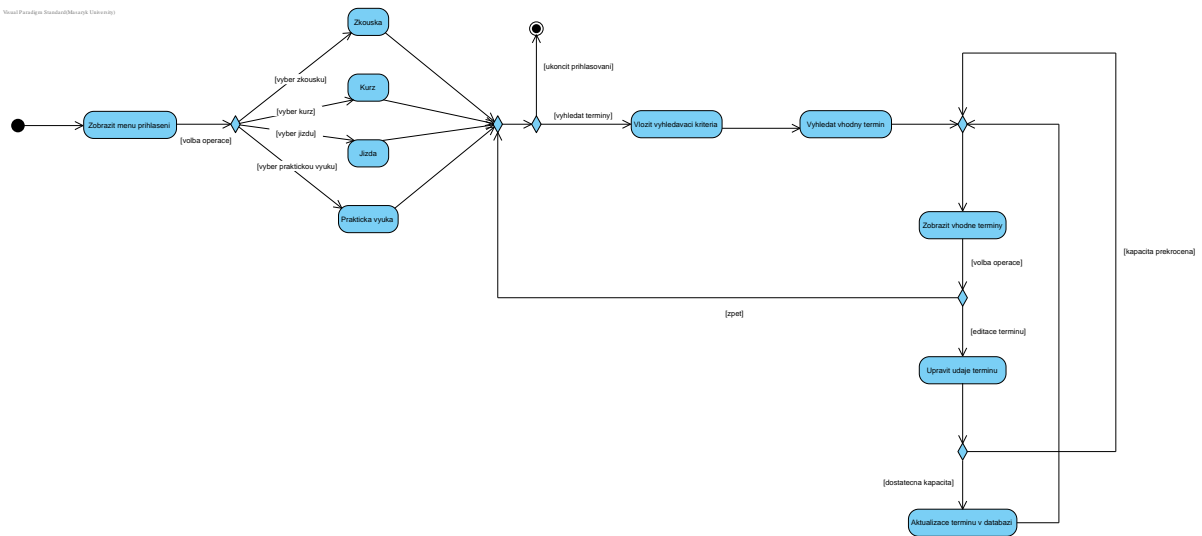 Visual Paradigm Standard(Masaryk University)
Zkouska
[ukoncit prihlasovani]
[vyber zkousku]
Kurz
[vyber kurz]
[vyhledat terminy]
Zobrazit menu prihlaseni
[volba operace]
[vyber jizdu]
Vlozit vyhledavaci kriteria
Vyhledat vhodny termin
Jizda
[vyber praktickou vyuku]
Prakticka vyuka
Zobrazit vhodne terminy
[kapacita prekrocena]
[volba operace]
[zpet]
[editace terminu]
Upravit udaje terminu
[dostatecna kapacita]
Aktualizace terminu v databazi